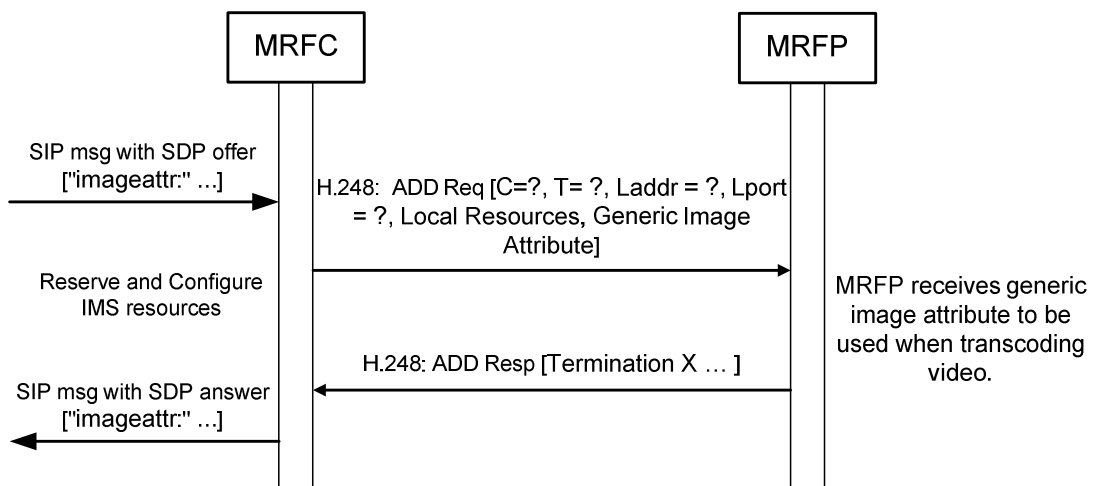 MRFC
MRFP
SIP msg with SDP offer
["imageattr:" ...]
H.248:  ADD Req [C=?, T= ?, Laddr = ?, Lport
= ?, Local Resources, Generic Image
Attribute]
Reserve and Configure
IMS resources
MRFP receives generic
image attribute to be
used when transcoding
video.
H.248: ADD Resp [Termination X … ]
SIP msg with SDP answer
["imageattr:" ...]